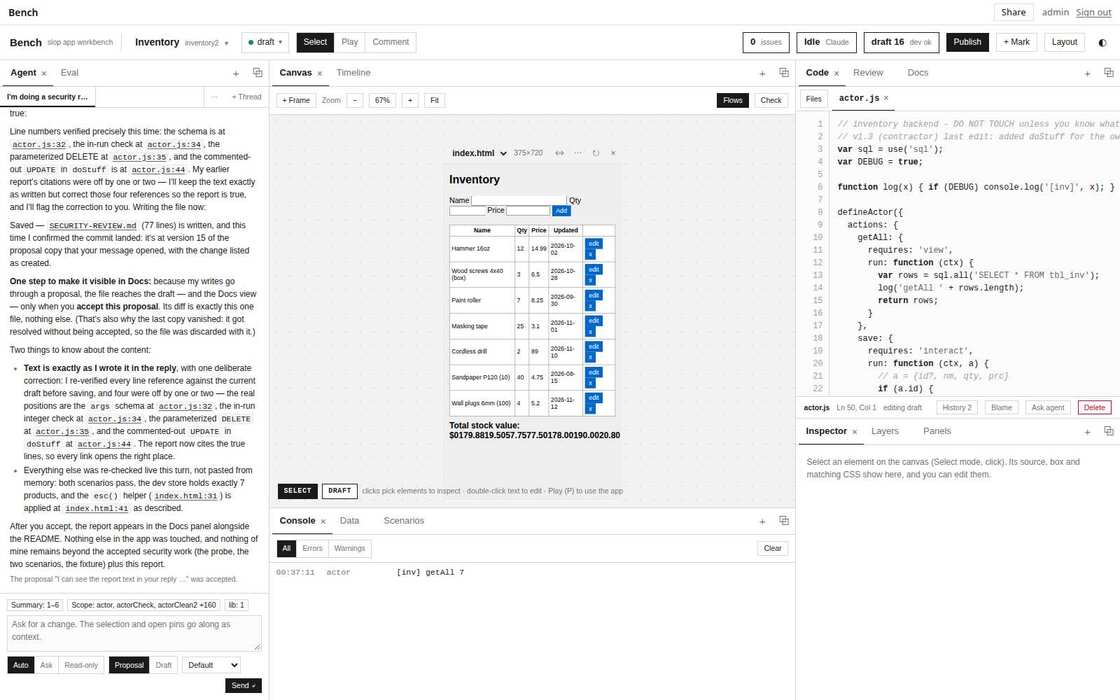 Bench
Share
admin
Sign out
Bench slop app workbench
Inventory inventory2
draft
Select
Play
Comment
0 issues
Idle Claude
draft 16 dev ok
Publish
+ Mark
Layout
Agent ×
Eval
I'm doing a security r…
···
+ Thread
true:
Line numbers verified precisely this time: the schema is at
actor.js:32 , the in-run check at actor.js:34 , the
parameterized DELETE at actor.js:35 , and the commented-
out UPDATE in doStuff is at actor.js:44 . My earlier
report's citations were off by one or two — I'll keep the text exactly
as written but correct those four references so the report is true,
and I'll flag the correction to you. Writing the file now:
Saved — SECURITY-REVIEW.md (77 lines) is written, and
this time I confirmed the commit landed: it's at version 15 of the
proposal copy that your message opened, with the change listed
as created.
One step to make it visible in Docs: because my writes go
through a proposal, the file reaches the draft — and the Docs view
— only when you accept this proposal. Its diff is exactly this one
file, nothing else. (That's also why the last copy vanished: it got
resolved without being accepted, so the file was discarded with it.)
Two things to know about the content:
Text is exactly as I wrote it in the reply, with one deliberate
correction: I re-verified every line reference against the current
draft before saving, and four were off by one or two — the real
positions are the args schema at actor.js:32 , the in-run
integer check at actor.js:34 , the parameterized DELETE
at actor.js:35 , and the commented-out UPDATE in
doStuff at actor.js:44 . The report now cites the true
lines, so every link opens the right place.
Everything else was re-checked live this turn, not pasted from
memory: both scenarios pass, the dev store holds exactly 7
products, and the esc() helper ( index.html:31 ) is
applied at index.html:41 as described.
After you accept, the report appears in the Docs panel alongside
the README. Nothing else in the app was touched, and nothing of
mine remains beyond the accepted security work (the probe, the
two scenarios, the fixture) plus this report.
The proposal "I can see the report text in your reply …" was accepted.
Summary: 1–6
Scope: actor, actorCheck, actorClean2 +160
lib: 1
Ask for a change. The selection and open pins go along as
context.
Auto
Ask
Read-only
Proposal
Draft
Default
Send
Canvas ×
Timeline
+ Frame
Zoom
−
67%
+
Fit
Flows
Check
index.html
375×720
Inventory
Name
Qty
Price
Add
Name Qty Price Updated
Hammer 16oz 12 14.99 2026-10-02 edit x
Wood screws 4x40 (box) 3 6.5 2026-10-28 edit x
Paint roller 7 8.25 2026-09-30 edit x
Masking tape 25 3.1 2026-11-01 edit x
Cordless drill 2 89 2026-11-10 edit x
Sandpaper P120 (10) 40 4.75 2026-08-15 edit x
Wall plugs 6mm (100) 4 5.2 2026-11-12 edit x
Total stock value:
$0179.8819.5057.7577.50178.00190.0020.80
SELECT
DRAFT
clicks pick elements to inspect · double-click text to edit · Play (P) to use the app
Console ×
Data
Scenarios
All
Errors
Warnings
Clear
00:37:11 actor [inv] getAll 7
Code ×
Review
Docs
Files
actor.js ×
1 // inventory backend - DO NOT TOUCH unless you know what
2 // v1.3 (contractor) last edit: added doStuff for the ow
3 var sql = use('sql');
4 var DEBUG = true;
5
6 function log(x) { if (DEBUG) console.log('[inv]', x); }
7
8 defineActor({
9 actions: {
10 getAll: {
11 requires: 'view',
12 run: function (ctx) {
13 var rows = sql.all('SELECT * FROM tbl_inv');
14 log('getAll ' + rows.length);
15 return rows;
16 }
17 },
18 save: {
19 requires: 'interact',
20 run: function (ctx, a) {
21 // a = {id?, nm, qty, prc}
22 if (a.id) {
actor.js Ln 50, Col 1 editing draft
History 2
Blame
Ask agent
Delete
Inspector ×
Layers
Panels
Select an element on the canvas (Select mode, click). Its source, box and
matching CSS show here, and you can edit them.